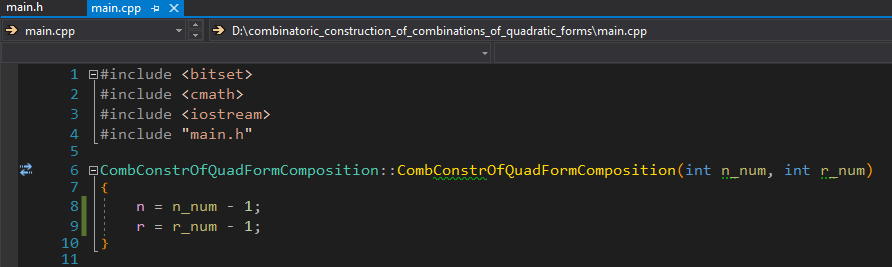 main.h
main.cpp
main.cpp
D:\combinatoric_construction_of_combinations_of_quadratic_forms\main.cpp
1 #include <bitset>
2 #include <cmath>
3 #include <iostream>
4 #include "main.h"
5
6 CombConstrOfQuadFormComposition::CombConstrOfQuadFormComposition(int n_num, int r_num)
7 {
8 n = n_num - 1;
9 r = r_num - 1;
10 }
11